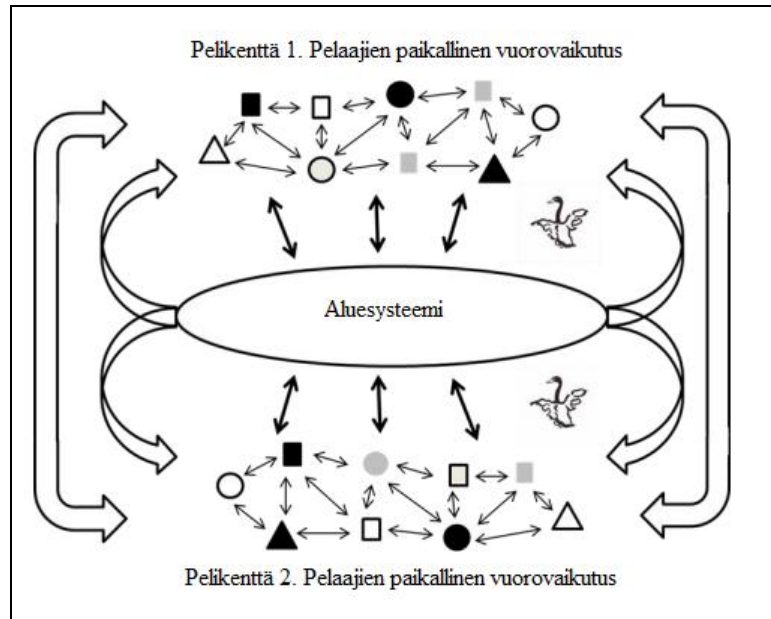 Pelikenttä 1. Pelaajien paikallinen vuorovaikutus
Aluesysteemi
Pelikenttä 2. Pelaajien paikallinen vuorovaikutus